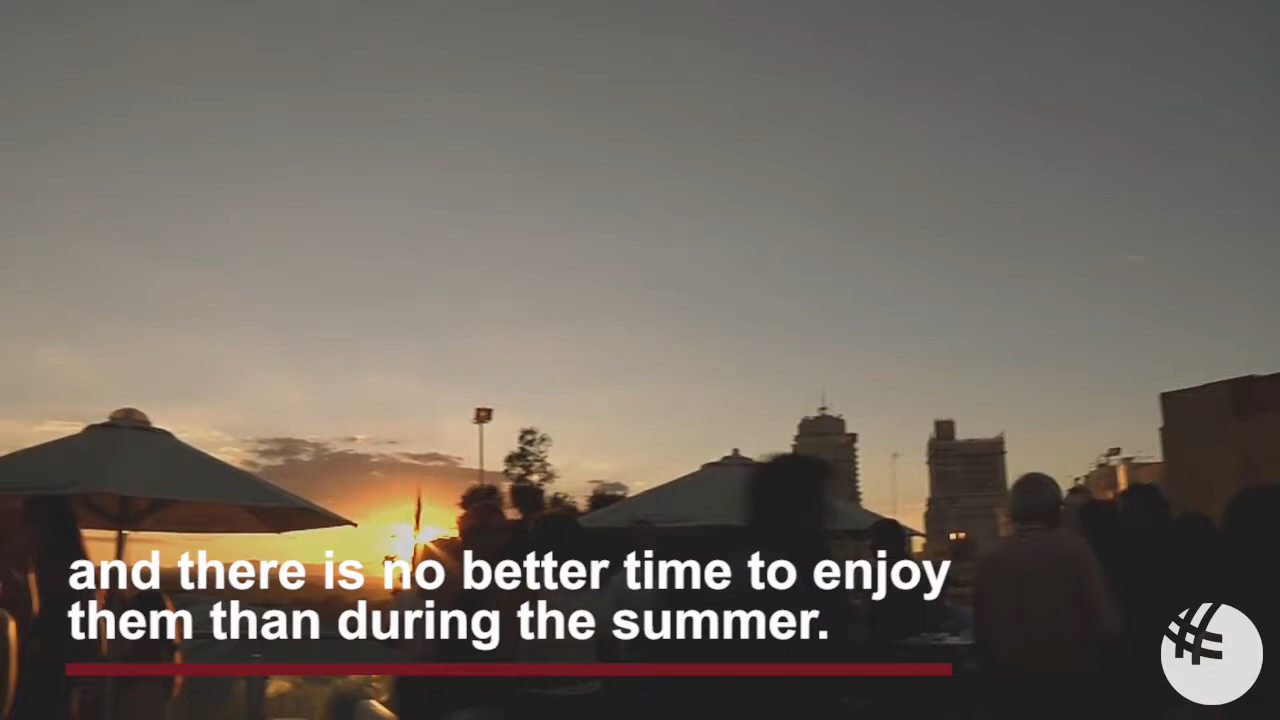 and there is no better time to enjoy
them than during the summer.